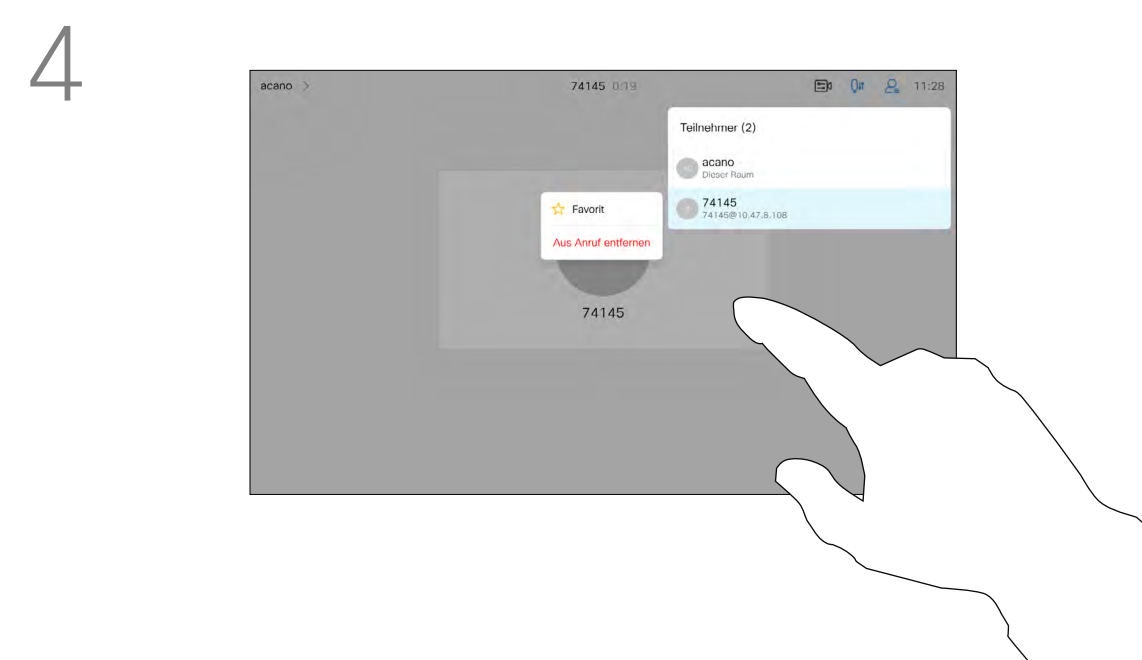 4
acano >
74145 0:19
11:28
Teilnehmer (2)
acano
Dieser Raum
74145
74145@10.47.8.108
Favorit
Aus Anruf entfernen
74145